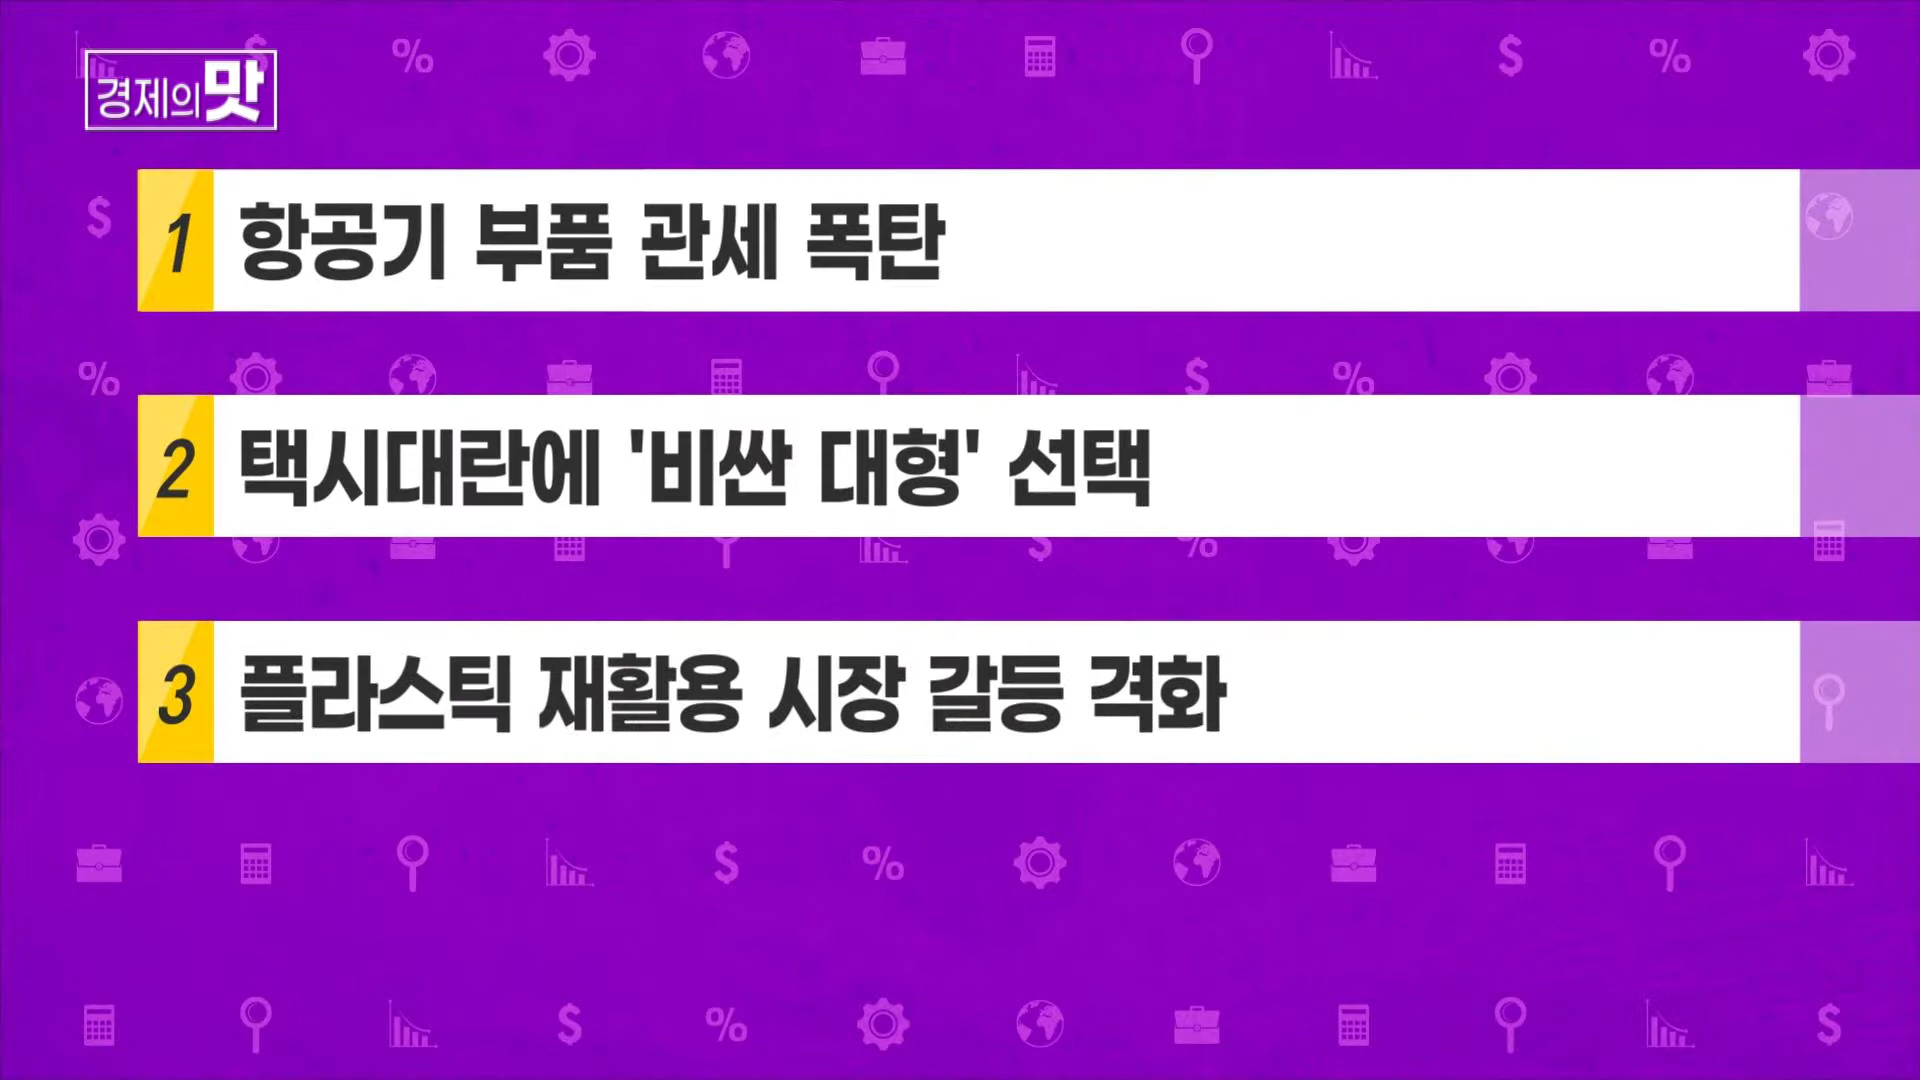 경제의맛
1 항공기 부품 관세 폭탄
2 택시대란에 '비싼 대형' 선택
3 플라스틱 재활용 시장 갈등 격화